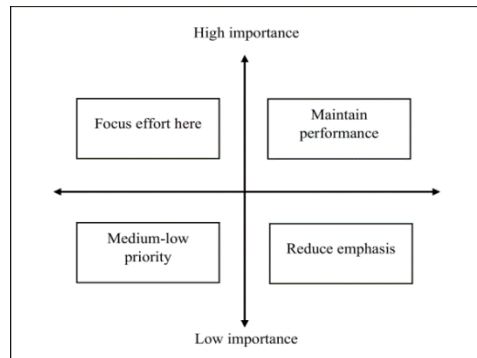 High importance
Focus effort here
Maintain
performance
Medium-low
priority
Reduce emphasis
Low importance